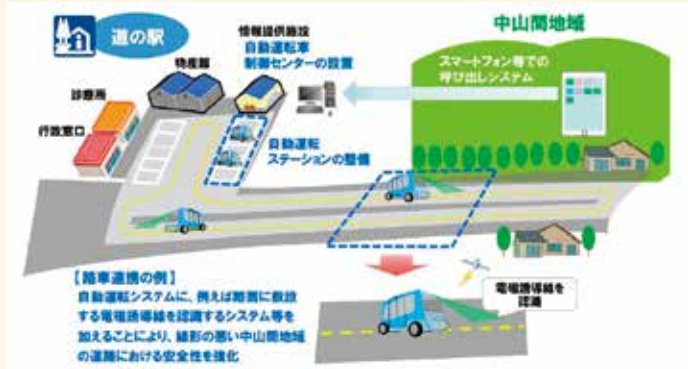 道の駅
情報提供施設
自動運転車
制御センターの設置
物産館
診療所
行政窓口
自動運転
ステーションの整備
中山間地域
スマートフォン等での
呼び出しシステム
【路車連携の例】
自動運転システムに、例えば路面に敷設
する電磁誘導線を認識するシステム等を
加えることにより、線形の悪い中山間地域
の道路における安全性を強化
電磁誘導線を
認識